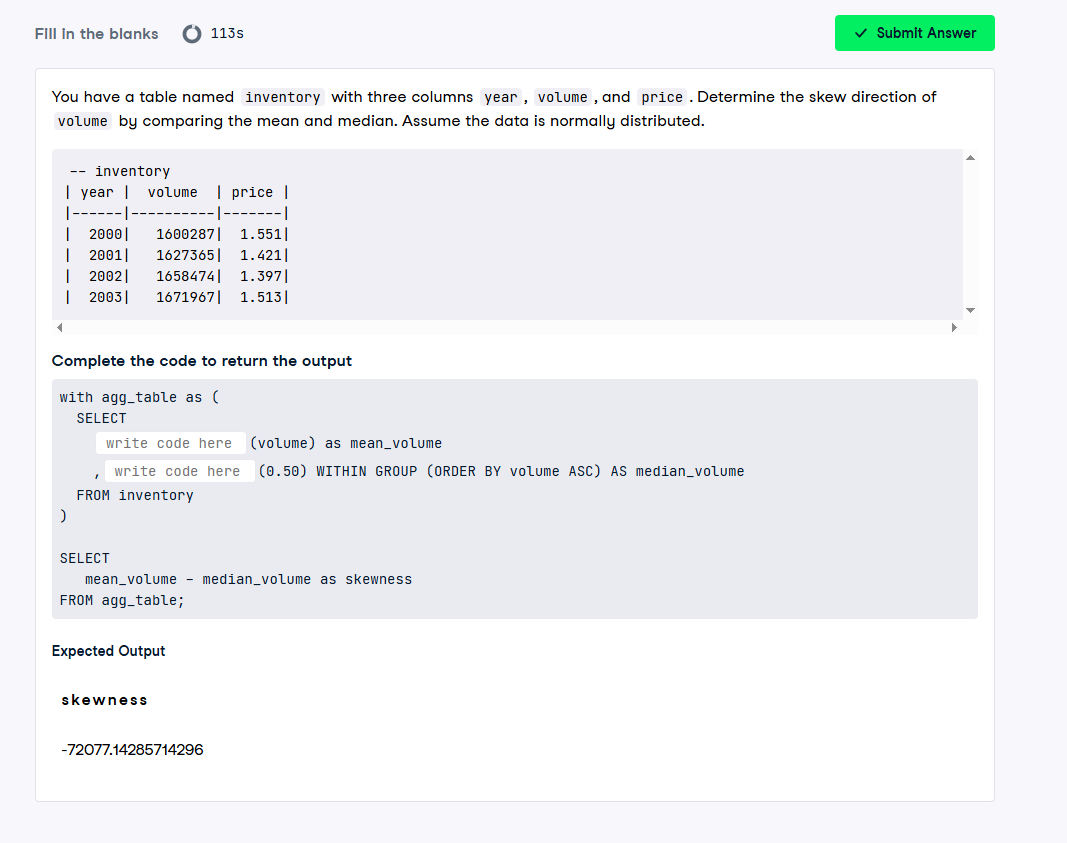 Fill in the blanks 113s Submit Answer
You have a table named inventory with three columns year, volume, and price. Determine the skew direction of
volume by comparing the mean and median. Assume the data is normally distributed.
-- inventory
| year | volume | price |
|------|----------|-------|
| 2000| 1600287| 1.551|
| 2001| 1627365| 1.421|
| 2002| 1658474| 1.397|
| 2003| 1671967| 1.513|
Complete the code to return the output
with agg_table as (
SELECT
write code here (volume) as mean_volume
, write code here (0.50) WITHIN GROUP (ORDER BY volume ASC) AS median_volume
FROM inventory
)
SELECT
mean_volume - median_volume as skewness
FROM agg_table;
Expected Output
skewness
-72077.14285714296